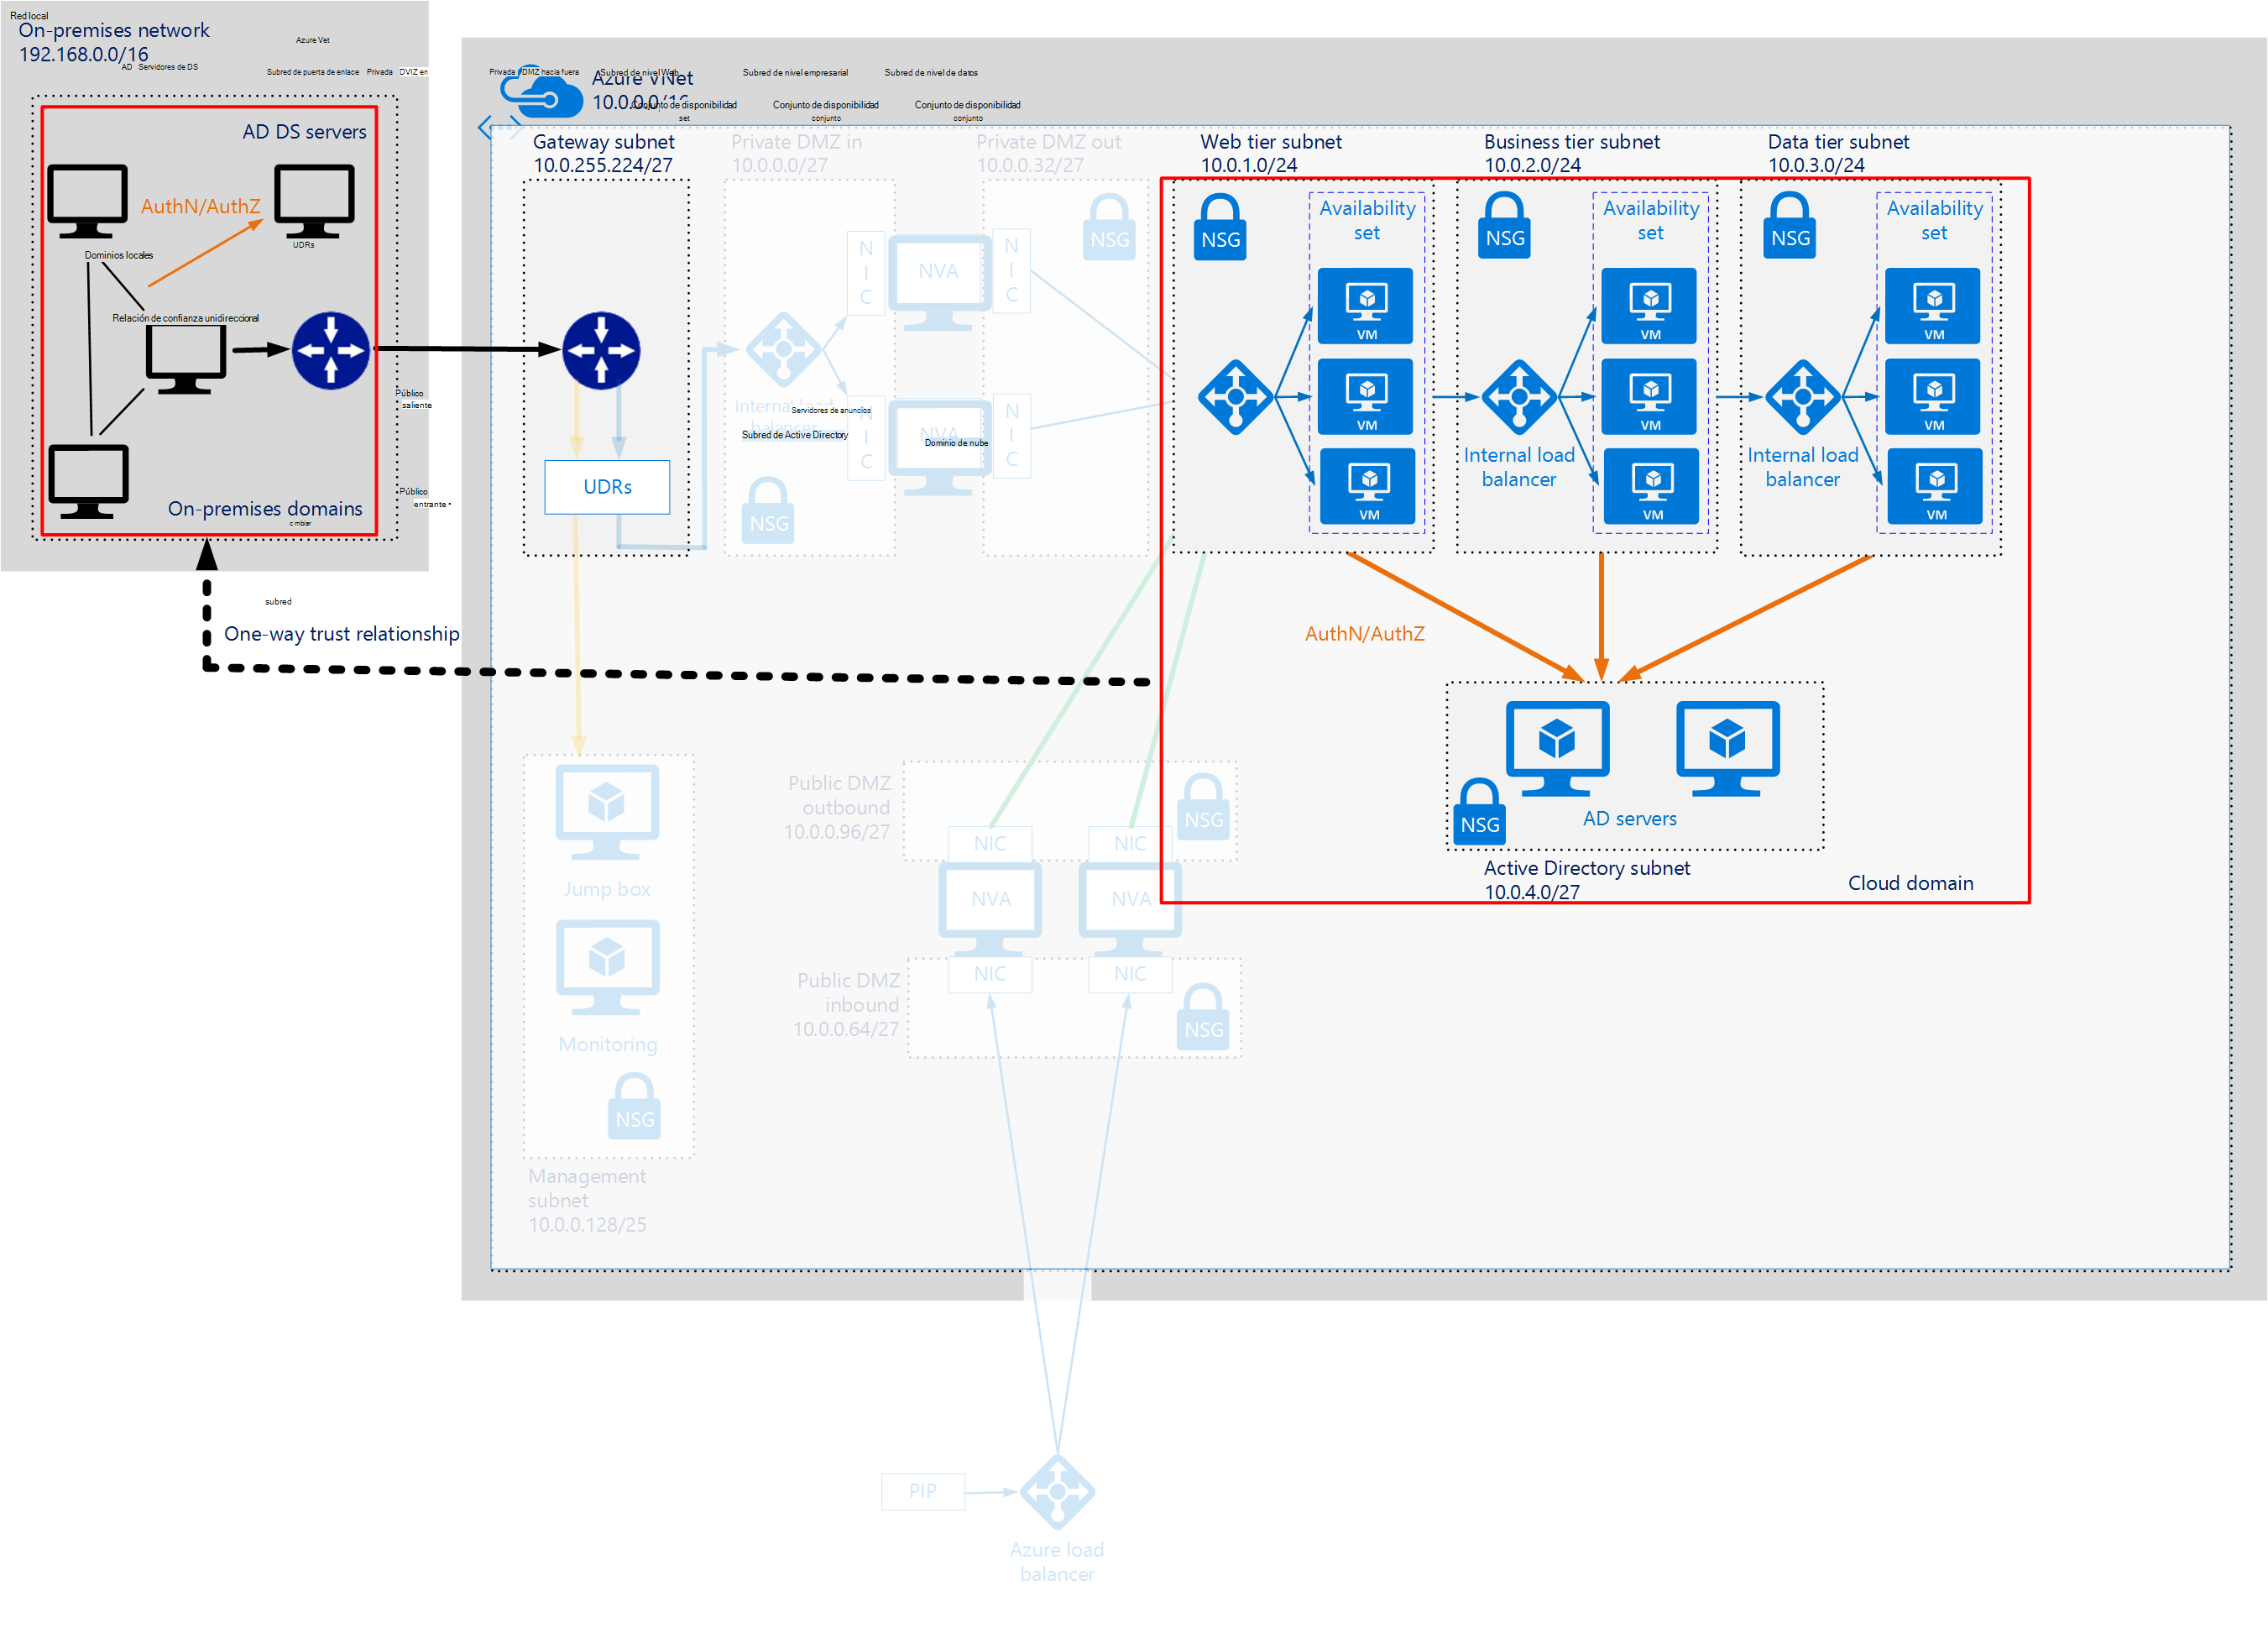 Red local
On-premises network
192.168.0.0/16
Azure Vet
AD Servidores de DS
Subred de puerta de enlace Privada DVIZ en
Privada DMZ hacia fuera
Subred de nivel Web
Subred de nivel empresarial
Subred de nivel de datos
Azure VNet
10.0.0.0/16
Conjunto de disponibilidad
set
Conjunto de disponibilidad
conjunto
Conjunto de disponibilidad
conjunto
AD DS servers
AuthN/AuthZ
UDRs
Dominios locales
Relación de confianza unidireccional
Público
saliente
Público
entrante
On-premises domains
subred
One-way trust relationship
Gateway subnet
10.0.255.224/27
UDRs
Private DMZ in
10.0.0.0/27
Private DMZ out
10.0.0.32/27
NIC
NVA
NIC
NSG
Internal load
balancer
Servidores de anuncios
Subred de Active Directory
NIC
NVA
Dominio de nube
NIC
NSG
Web tier subnet
10.0.1.0/24
NSG
Availability
set
VM
VM
VM
Business tier subnet
10.0.2.0/24
NSG
Availability
set
VM
VM
VM
Internal load
balancer
Data tier subnet
10.0.3.0/24
NSG
Availability
set
VM
VM
VM
Internal load
balancer
AuthN/AuthZ
NSG
AD servers
Active Directory subnet
10.0.4.0/27
Cloud domain
Jump box
Monitoring
NSG
Management
subnet
10.0.0.128/25
Public DMZ
outbound
10.0.0.96/27
NSG
NIC
NIC
NVA
NVA
Public DMZ
inbound
10.0.0.64/27
NIC
NIC
NSG
PIP
Azure load
balancer